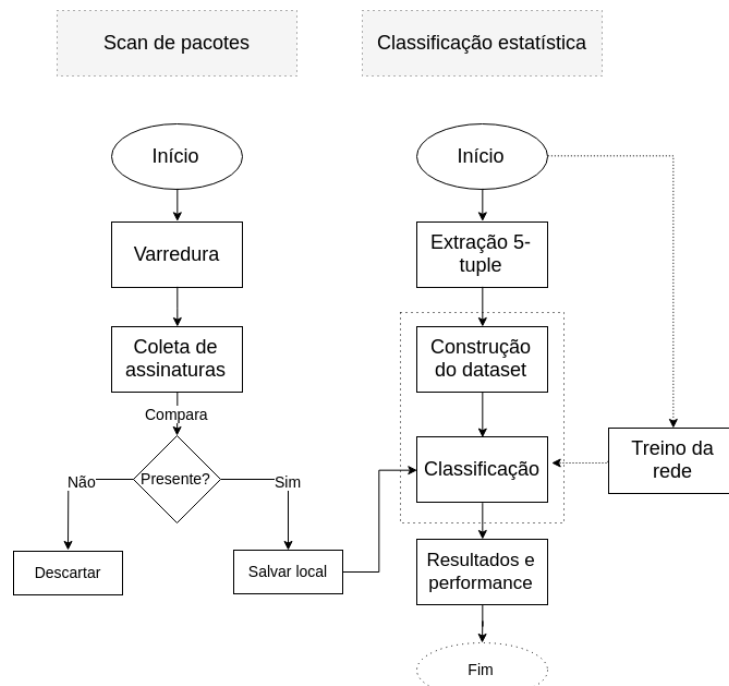 Scan de pacotes
Classificação estatística
Início
Início
Varredura
Extração 5-
tuple
Coleta de
assinaturas
Construção
do dataset
Compara
Presente?
Não
Sim
Classificação
Treino da
rede
Descartar
Salvar local
Resultados e
performance
Fim